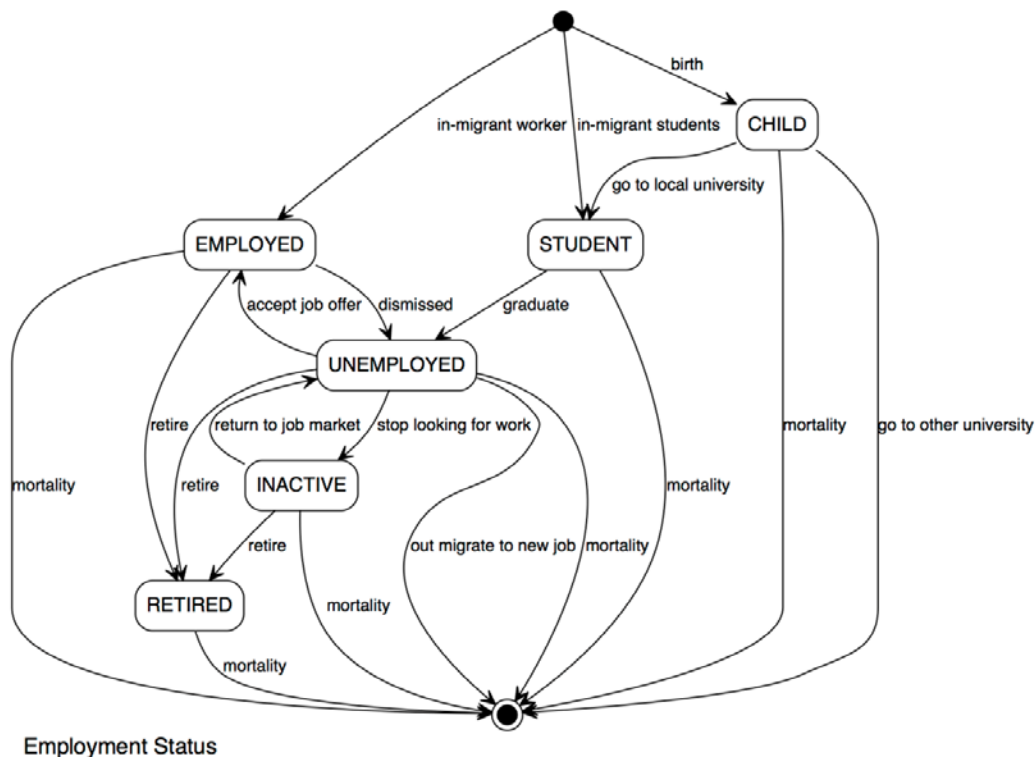 birth
in-migrant worker
in-migrant students
CHILD
go to local university
EMPLOYED
STUDENT
accept job offer
dismissed
graduate
UNEMPLOYED
retire
return to job market
stop looking for work
mortality
go to other university
mortality
retire
INACTIVE
mortality
retire
out migrate to new job
mortality
RETIRED
mortality
mortality
Employment Status